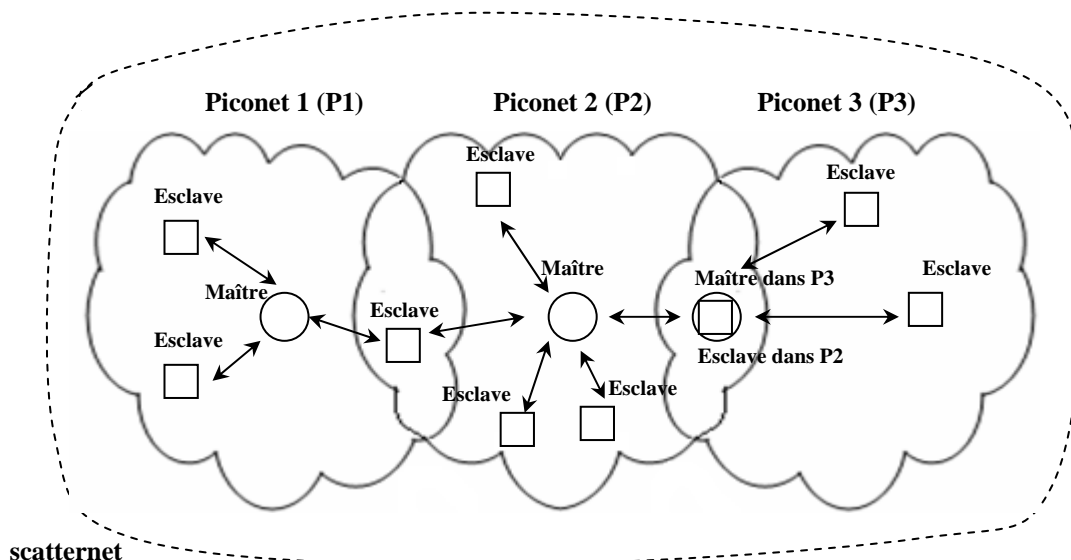 Piconet 1 (P1)
Piconet 2 (P2)
Piconet 3 (P3)
Esclave
Esclave
Esclave
Esclave
Maître
Esclave
Maître
Esclave
Maître dans P3
Esclave
Esclave dans P2
Esclave
Esclave
scatternet